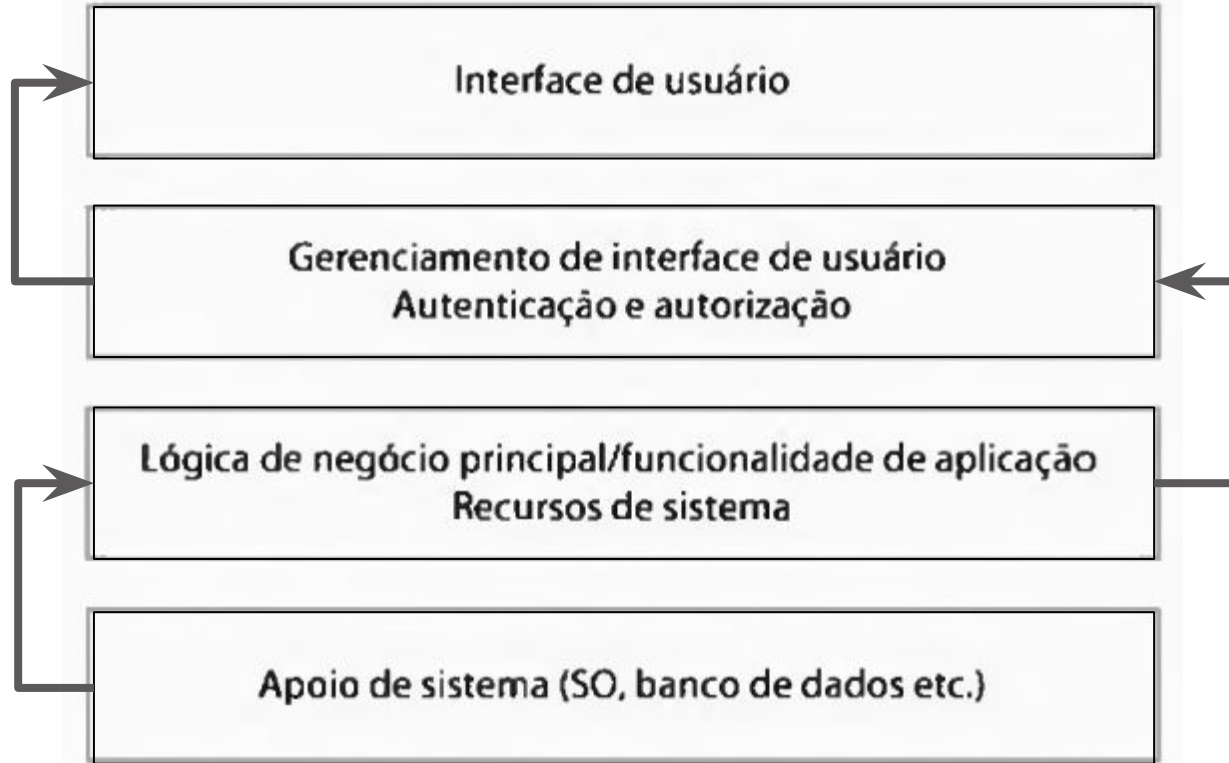 Interface de usuário
Gerenciamento de interface de usuário
Autenticação e autorização
Lógica de negócio principal/funcionalidade de aplicação
Recursos de sistema
Apoio de sistema (SO, banco de dados etc.)